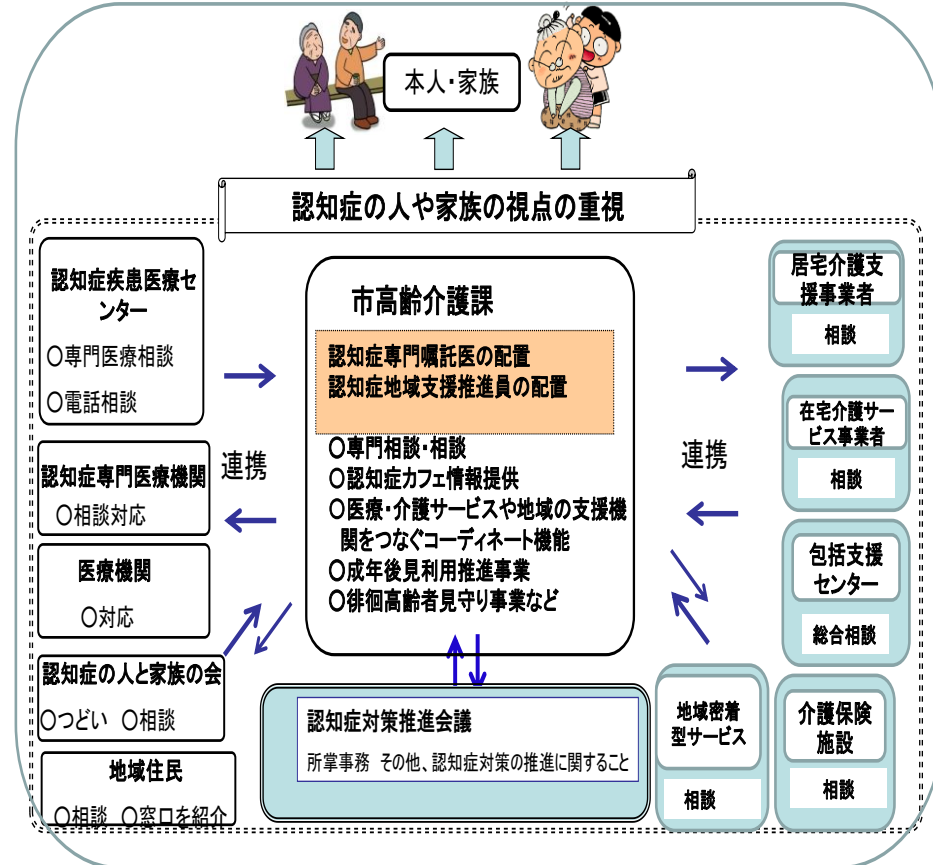 本人・家族
認知症の人や家族の視点の重視
認知症疾患医療セ
ンター
〇専門医療相談
〇電話相談
認知症専門医療機関
〇相談対応
医療機関
〇対応
認知症の人と家族の会
〇つどい 〇相談
地域住民
〇相談 〇窓口を紹介
連携
市高齢介護課
認知症専門嘱託医の配置
認知症地域支援推進員の配置
〇専門相談・相談
〇認知症カフェ情報提供
〇医療・介護サービスや地域の支援機
関をつなぐコーディネート機能
〇成年後見利用推進事業
〇徘徊高齢者見守り事業など
認知症対策推進会議
所掌事務 その他、認知症対策の推進に関すること
連携
居宅介護支
援事業者
相談
在宅介護サー
ビス事業者
相談
包括支援
センター
総合相談
地域密着
型サービス
相談
介護保険
施設
相談